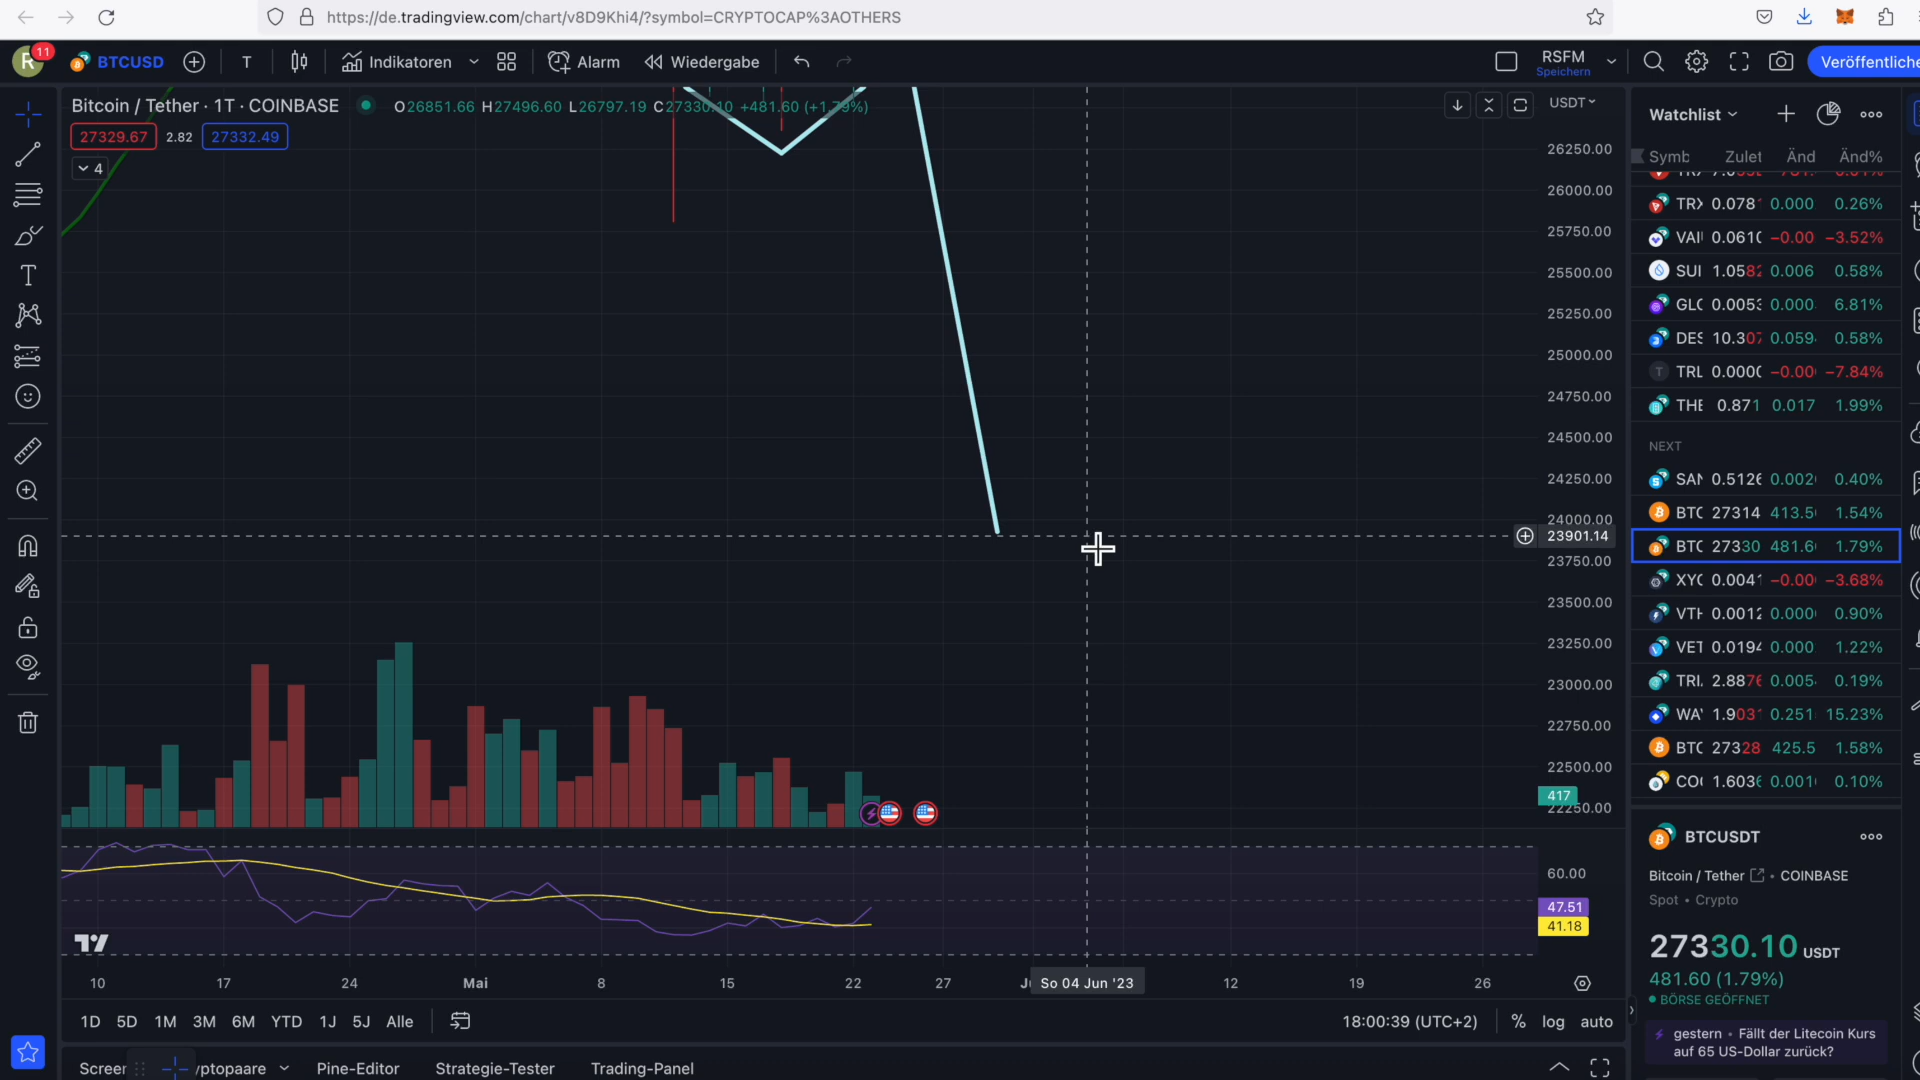 https://de.tradingview.com/chart/v8D9Khi4/?symbol=CRYPTOCAP%3AOTHERS
R 11 BTCUSD T Indikatoren Alarm Wiedergabe RSFM Speichern Veröffentliche
Bitcoin / Tether · 1T · COINBASE O26851.66 H27496.60 L26797.19 C27330.10 +481.60 (+1.79%)
27329.67 2.82 27332.49
4
USDT
26250.00
26000.00
25750.00
25500.00
25250.00
25000.00
24750.00
24500.00
24250.00
24000.00
23901.14
23750.00
23500.00
23250.00
23000.00
22750.00
22500.00
417
22250.00
60.00
47.51
41.18
10 17 24 Mai 8 15 22 27 So 04 Jun '23 12 19 26
1D 5D 1M 3M 6M YTD 1J 5J Alle 18:00:39 (UTC+2) % log auto
Screer yptopaare Pine-Editor Strategie-Tester Trading-Panel
Watchlist
Symb Zulet Änd Änd%
TRX 0.078 0.000 0.26%
VAI 0.0610 −0.00 −3.52%
SUI 1.0582 0.006 0.58%
GLC 0.0053 0.000 6.81%
DES 10.307 0.059 0.58%
TRL 0.0000 −0.00 −7.84%
THE 0.871 0.017 1.99%
NEXT
SAN 0.5126 0.002 0.40%
BTC 27314 413.5 1.54%
BTC 27330 481.6 1.79%
XYO 0.0041 −0.00 −3.68%
VTH 0.0012 0.000 0.90%
VET 0.0194 0.000 1.22%
TRI 2.8876 0.005 0.19%
WA 1.9031 0.251 15.23%
BTC 27328 425.5 1.58%
CO 1.6036 0.001 0.10%
BTCUSDT
Bitcoin / Tether • COINBASE
Spot • Crypto
27330.10 USDT
481.60 (1.79%)
BÖRSE GEÖFFNET
gestern • Fällt der Litecoin Kurs
auf 65 US-Dollar zurück?